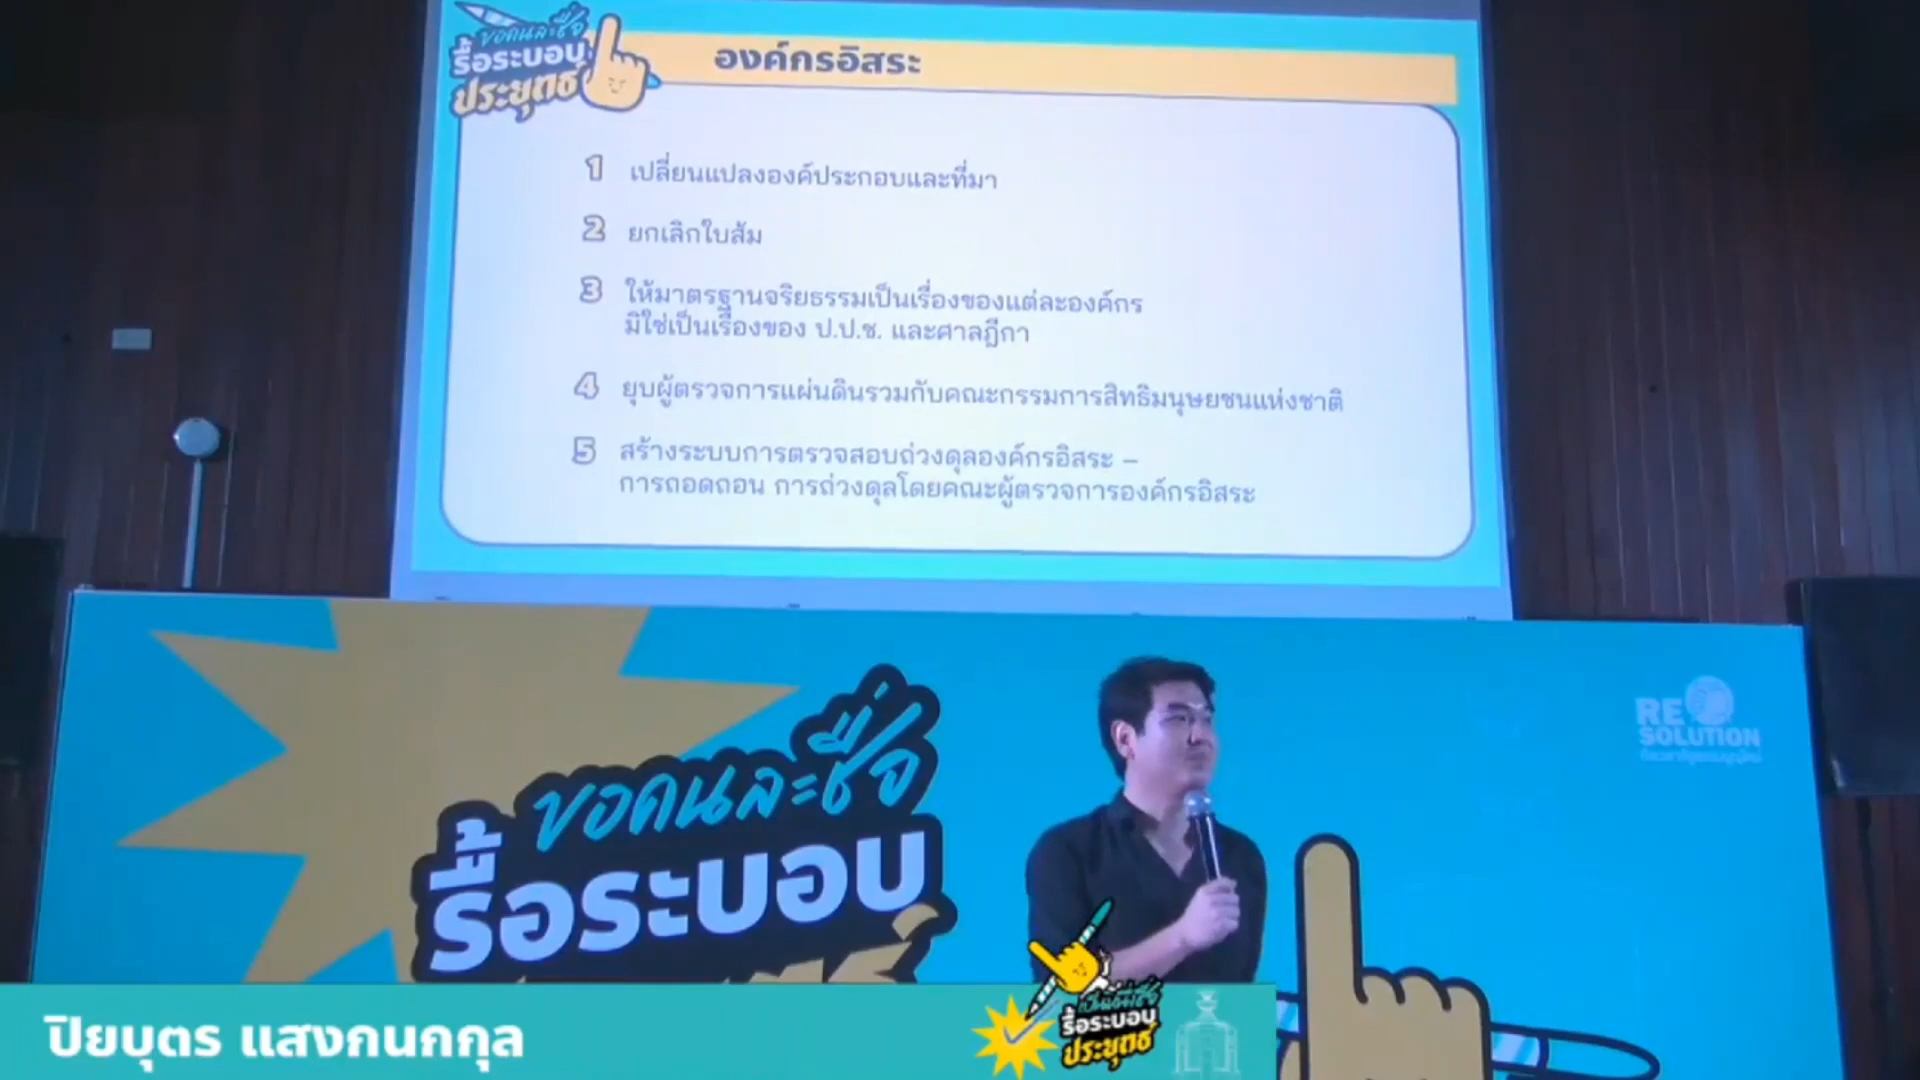 ขอคนละชื่อ
รื้อระบอบ
ประยุทธ์
องค์กรอิสระ
1 เปลี่ยนแปลงองค์ประกอบและที่มา
2 ยกเลิกใบส้ม
3 ให้มาตรฐานจริยธรรมเป็นเรื่องของแต่ละองค์กร
มิใช่เป็นเรื่องของ ป.ป.ช. และศาลฎีกา
4 ยุบผู้ตรวจการแผ่นดินรวมกับคณะกรรมการสิทธิมนุษยชนแห่งชาติ
5 สร้างระบบการตรวจสอบถ่วงดุลองค์กรอิสระ –
การถอดถอน การถ่วงดุลโดยคณะผู้ตรวจการองค์กรอิสระ
ขอคนละชื่อ
รื้อระบอบ
RE
SOLUTION
ปิยบุตร แสงกนกกุล
รื้อระบอบ
ประยุทธ์